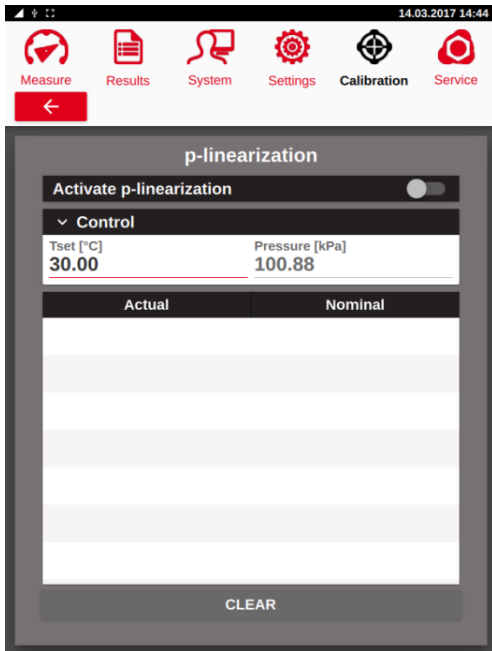 14.03.2017 14:44
Measure Results System Settings Calibration Service
p-linearization
Activate p-linearization
Control
Tset [°C] Pressure [kPa]
30.00 100.88
Actual Nominal
CLEAR